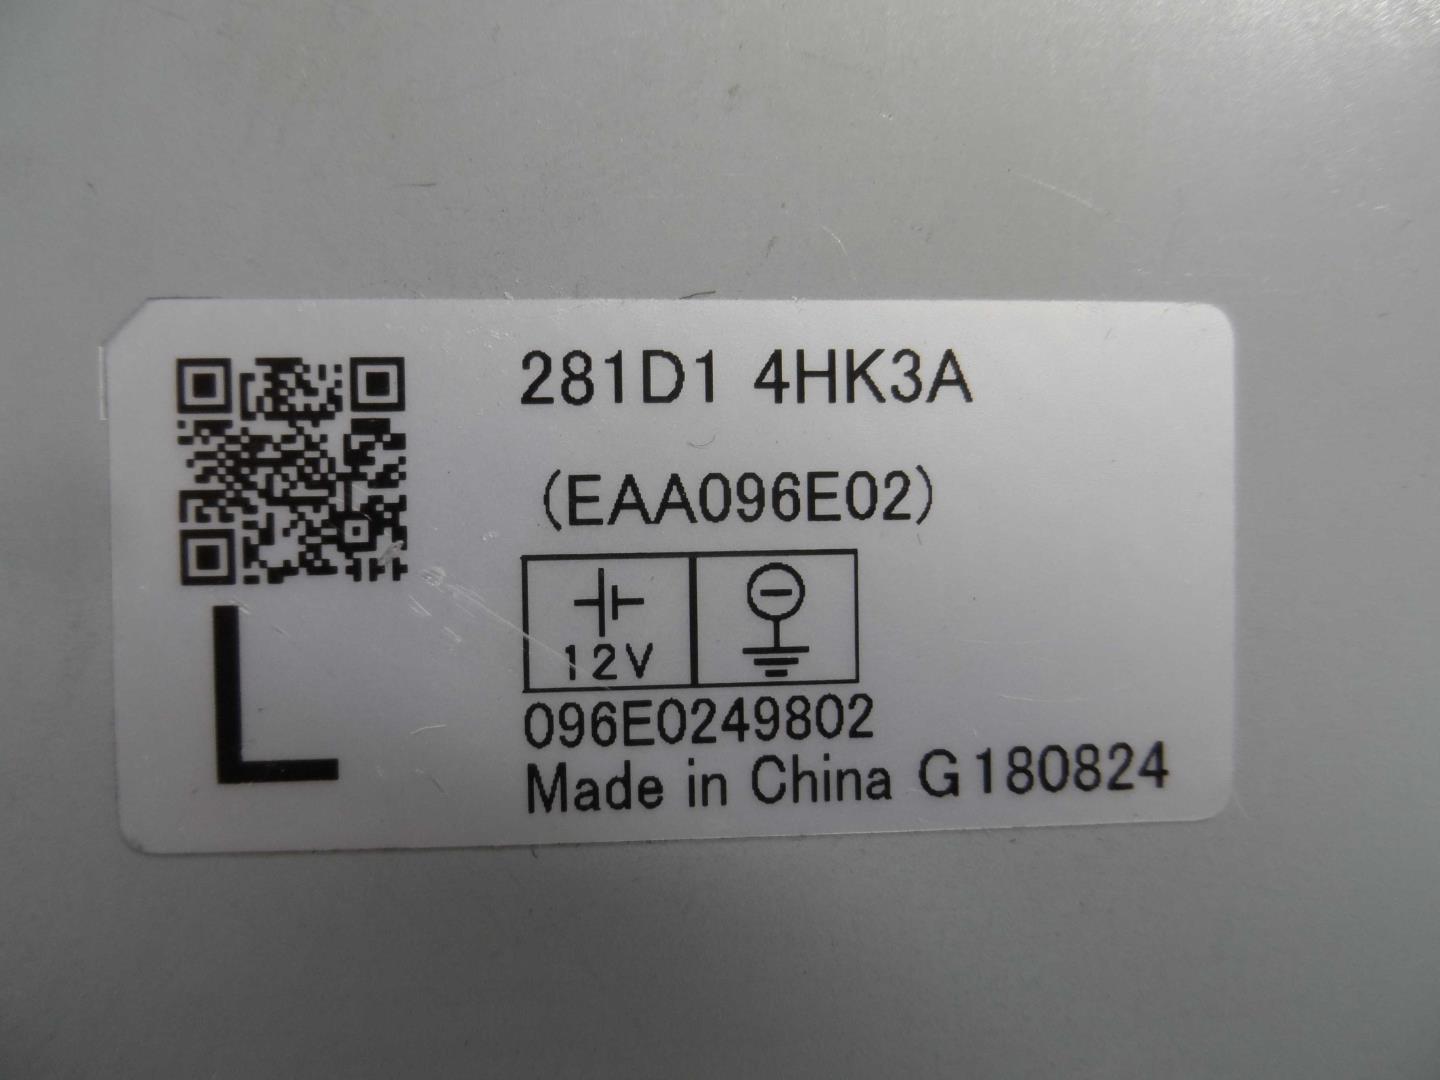 281D1 4HK3A
(EAA096E02)
12V
096E0249802
Made in China G180824
L